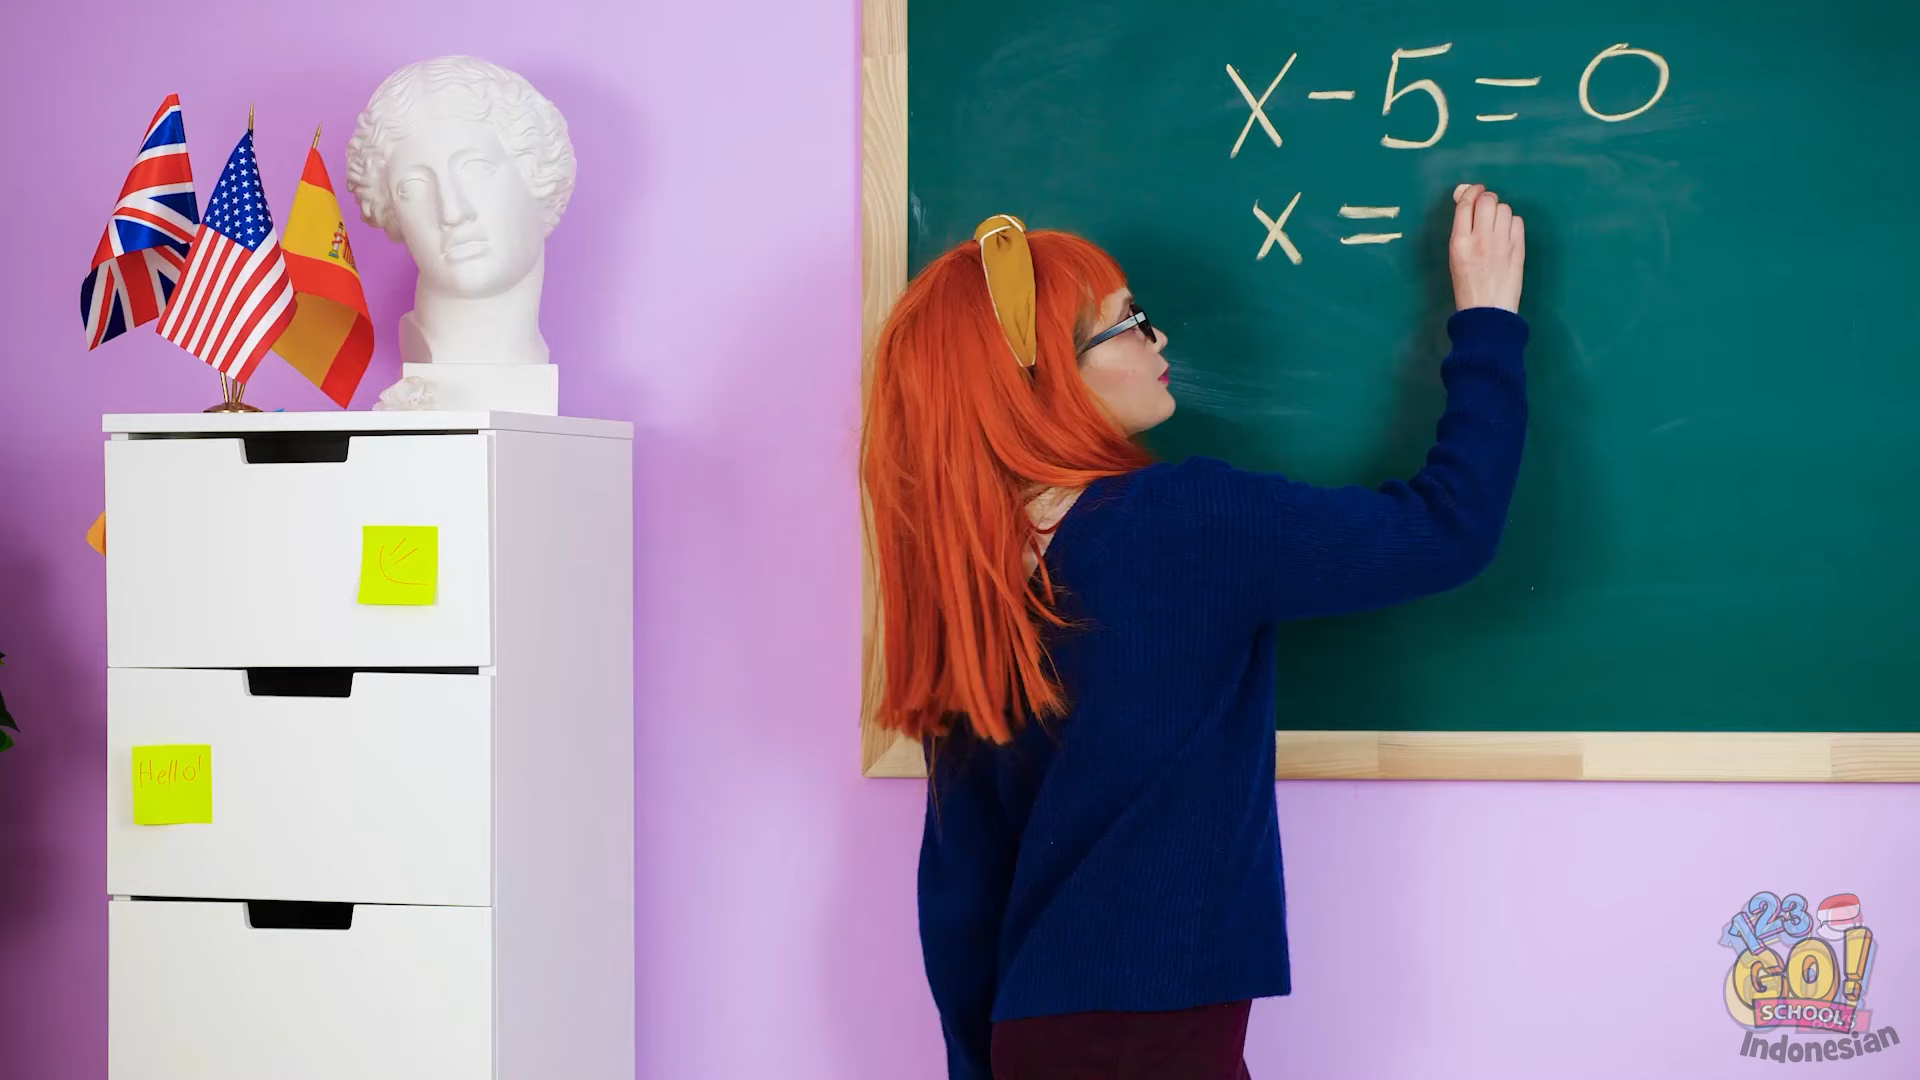 x - 5 = 0
x =
Hello!
123
GO!
SCHOOL
Indonesian